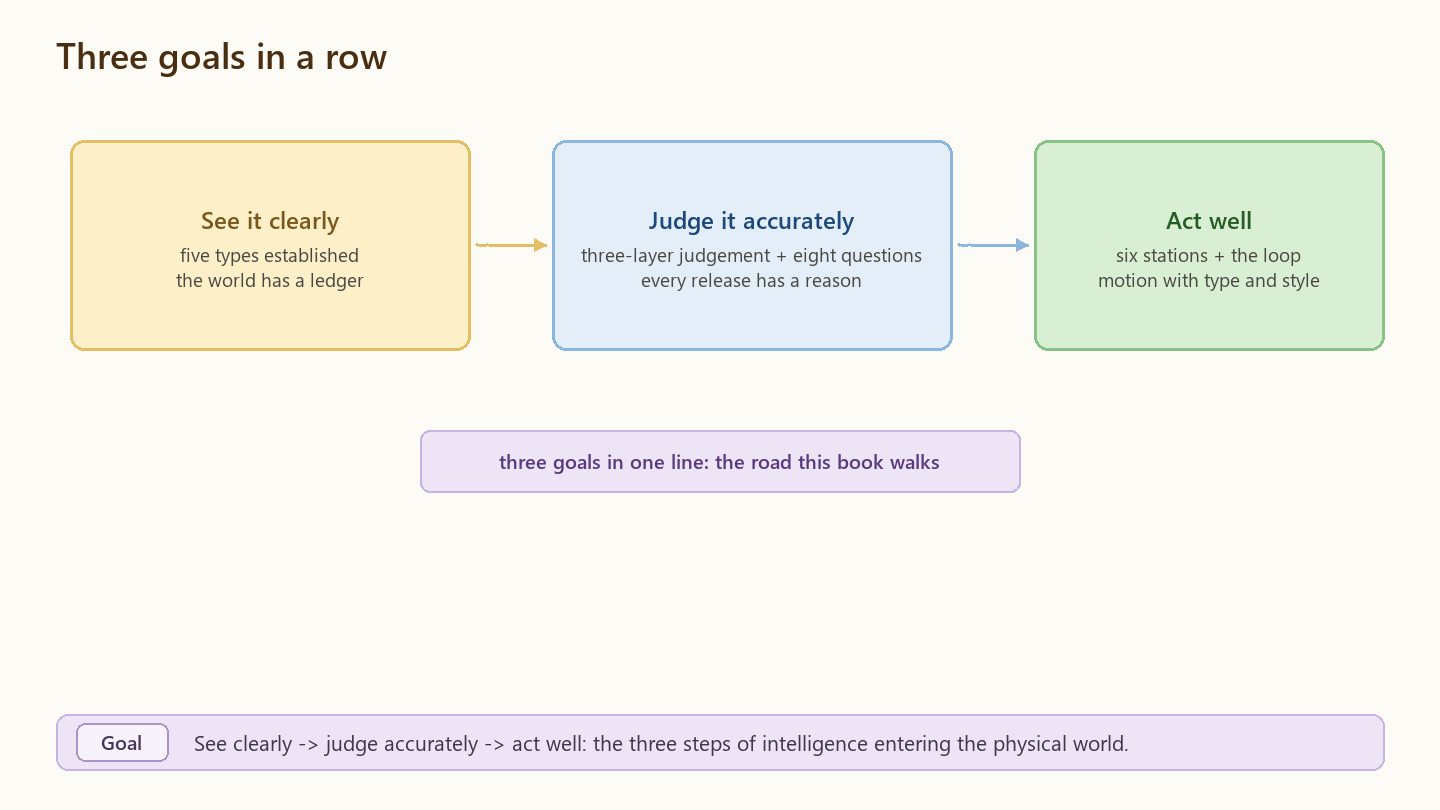 Three goals in a row
See it clearly
five types established
the world has a ledger
Judge it accurately
three-layer judgement + eight questions
every release has a reason
Act well
six stations + the loop
motion with type and style
three goals in one line: the road this book walks
Goal
See clearly -> judge accurately -> act well: the three steps of intelligence entering the physical world.